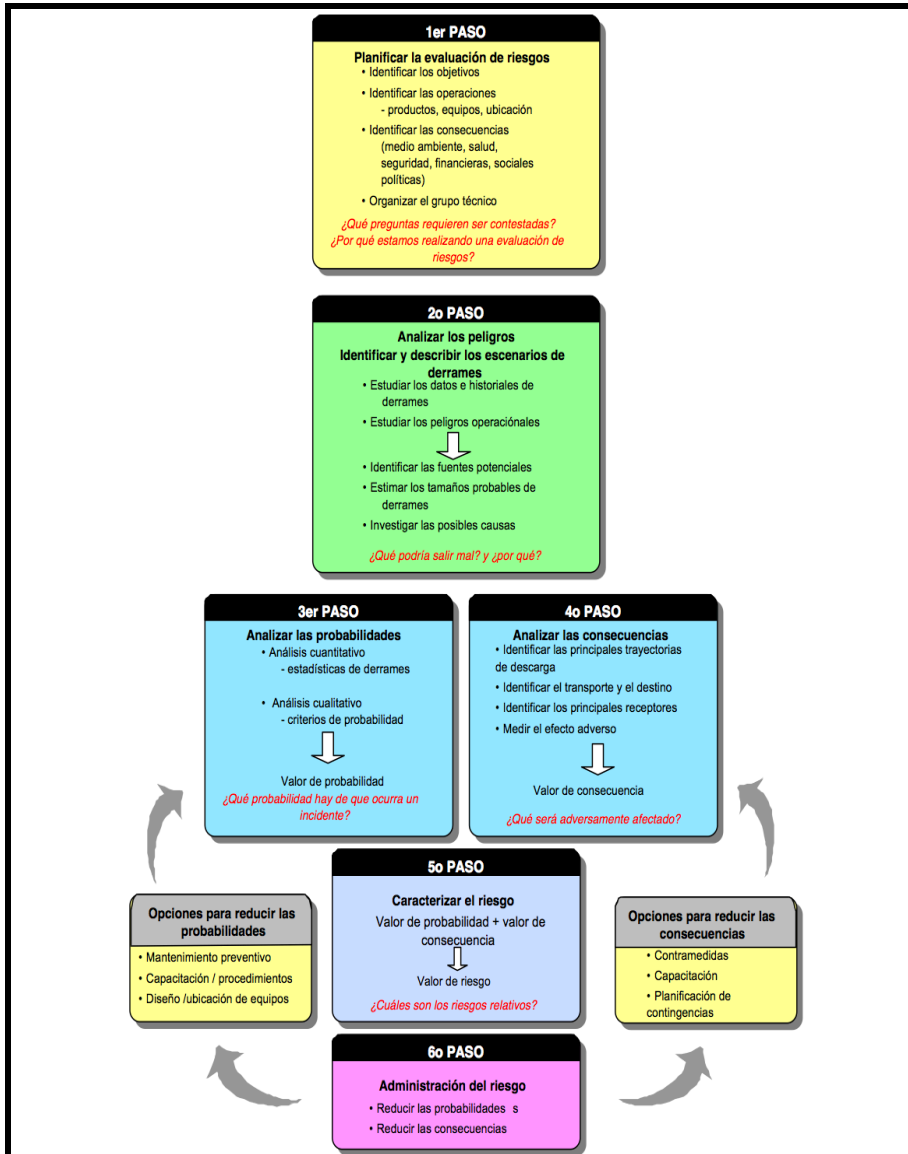 1er PASO
Planificar la evaluación de riesgos
• Identificar los objetivos
• Identificar las operaciones
- productos, equipos, ubicación
• Identificar las consecuencias
(medio ambiente, salud,
seguridad, financieras, sociales
políticas)
• Organizar el grupo técnico
¿Qué preguntas requieren ser contestadas?
¿Por qué estamos realizando una evaluación de
riesgos?
2o PASO
Analizar los peligros
Identificar y describir los escenarios de
derrames
• Estudiar los datos e historiales de
derrames
• Estudiar los peligros operaciónales
• Identificar las fuentes potenciales
• Estimar los tamaños probables de
derrames
• Investigar las posibles causas
¿Qué podría salir mal? y ¿por qué?
3er PASO
Analizar las probabilidades
• Análisis cuantitativo
- estadísticas de derrames
• Análisis cualitativo
- criterios de probabilidad
Valor de probabilidad
¿Qué probabilidad hay de que ocurra un
incidente?
4o PASO
Analizar las consecuencias
• Identificar las principales trayectorias
de descarga
• Identificar el transporte y el destino
• Identificar los principales receptores
• Medir el efecto adverso
Valor de consecuencia
¿Qué será adversamente afectado?
Opciones para reducir las
probabilidades
• Mantenimiento preventivo
• Capacitación / procedimientos
• Diseño /ubicación de equipos
5o PASO
Caracterizar el riesgo
Valor de probabilidad + valor de
consecuencia
Valor de riesgo
¿Cuáles son los riesgos relativos?
Opciones para reducir las
consecuencias
• Contramedidas
• Capacitación
• Planificación de
contingencias
6o PASO
Administración del riesgo
• Reducir las probabilidades s
• Reducir las consecuencias